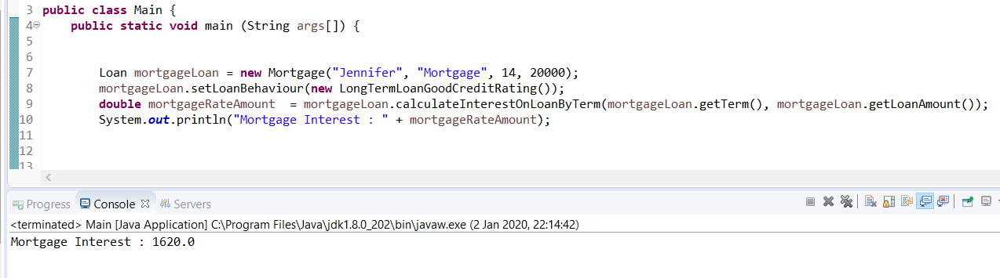 3 public class Main {
4 public static void main (String args[]) {
5
6
7 Loan mortgageLoan = new Mortgage("Jennifer", "Mortgage", 14, 20000);
8 mortgageLoan.setLoanBehaviour(new LongTermLoanGoodCreditRating());
9 double mortgageRateAmount  = mortgageLoan.calculateInterestOnLoanByTerm(mortgageLoan.getTerm(), mortgageLoan.getLoanAmount());
10 System.out.println("Mortgage Interest : " + mortgageRateAmount);
11
12
13
Progress Console Servers
<terminated> Main [Java Application] C:\Program Files\Java\jdk1.8.0_202\bin\javaw.exe (2 Jan 2020, 22:14:42)
Mortgage Interest : 1620.0